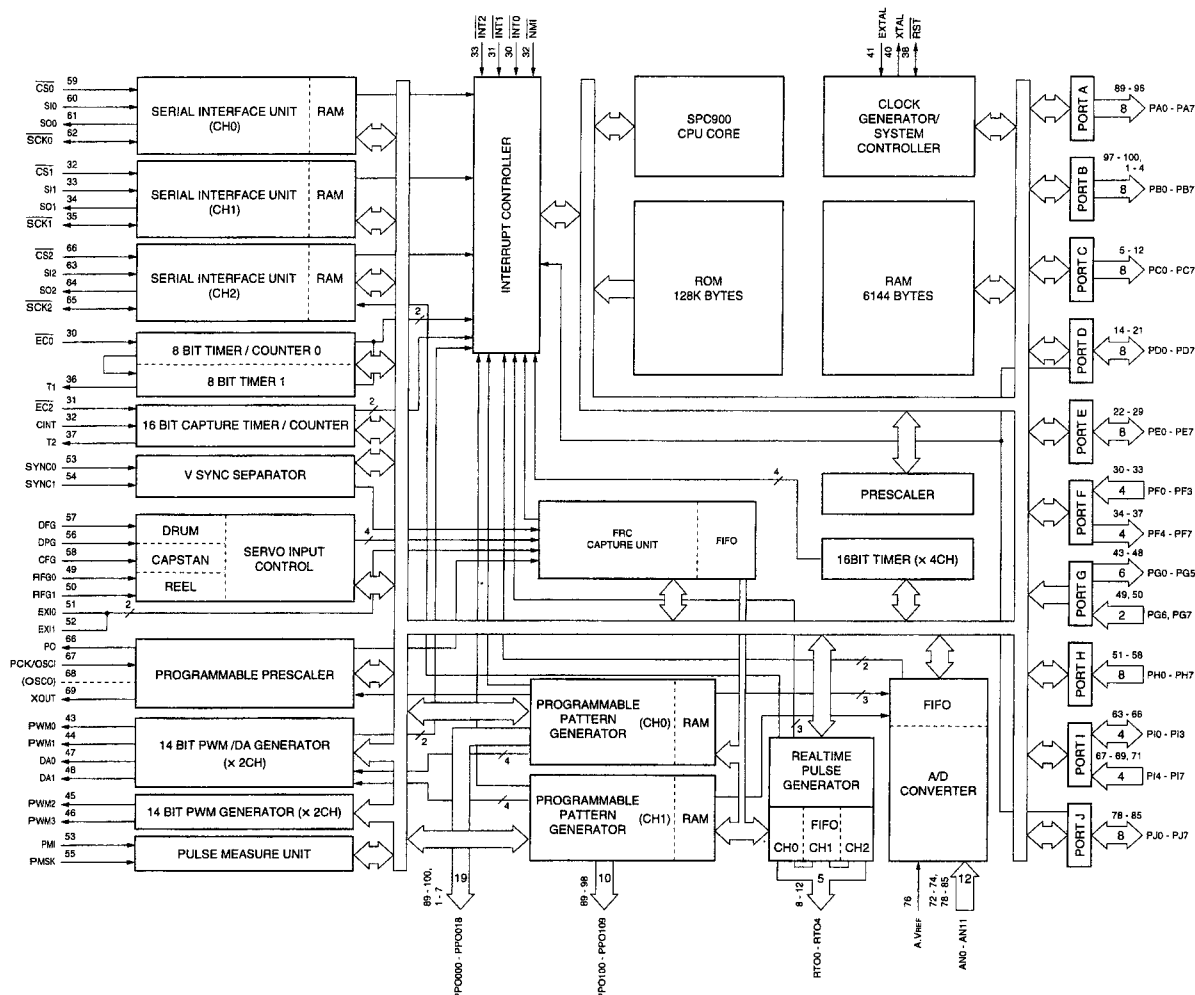 33 INT2
31 INT1
30 INT0
32 NMI
41 EXTAL
40 XTAL
38 RST
CS0 59
SI0 60
SO0 61
SCK0 62
SERIAL INTERFACE UNIT
(CH0)
RAM
CS1 32
SI1 33
SO1 34
SCK1 35
SERIAL INTERFACE UNIT
(CH1)
RAM
CS2 66
SI2 63
SO2 64
SCK2 65
SERIAL INTERFACE UNIT
(CH2)
RAM
EC0 30
8 BIT TIMER / COUNTER 0
8 BIT TIMER 1
T1 36
2
EC2 31
CINT 32
T2 37
16 BIT CAPTURE TIMER / COUNTER
2
SYNC0 53
SYNC1 54
V SYNC SEPARATOR
DFG 57
DPG 56
CFG 58
RFG0 49
RFG1 50
DRUM
CAPSTAN
REEL
SERVO INPUT
CONTROL
4
EXI0 51
EXI1 52
2
PO 66
PCK/OSCI 67
(OSCO) 68
XOUT 69
PROGRAMMABLE PRESCALER
PWM0 43
PWM1 44
DA0 47
DA1 48
14 BIT PWM /DA GENERATOR
(× 2CH)
2
PWM2 45
PWM3 46
14 BIT PWM GENERATOR (× 2CH)
PMI 53
PMSK 55
PULSE MEASURE UNIT
INTERRUPT CONTROLLER
SPC900
CPU CORE
CLOCK
GENERATOR/
SYSTEM
CONTROLLER
ROM
128K BYTES
RAM
6144 BYTES
PRESCALER
4
16BIT TIMER (× 4CH)
FRC
CAPTURE UNIT
FIFO
PROGRAMMABLE
PATTERN
GENERATOR
(CH0)
RAM
4
PROGRAMMABLE
PATTERN
GENERATOR
(CH1)
RAM
4
2
3
3
REALTIME
PULSE
GENERATOR
FIFO
CH0 CH1 CH2
FIFO
A/D
CONVERTER
19
89 - 100,
1 - 7
PPO000 - PPO018
10
89 - 98
PPO100 - PPO109
5
8 - 12
RTO0 - RTO4
76
A.VREF
12
72 - 74,
78 - 85
AN0 - AN11
PORT A
89 - 96
8
PA0 - PA7
PORT B
97 - 100,
1 - 4
8
PB0 - PB7
PORT C
5 - 12
8
PC0 - PC7
PORT D
14 - 21
8
PD0 - PD7
PORT E
22 - 29
8
PE0 - PE7
PORT F
30 - 33
4
PF0 - PF3
34 - 37
4
PF4 - PF7
PORT G
43 - 48
6
PG0 - PG5
49, 50
2
PG6, PG7
PORT H
51 - 58
8
PH0 - PH7
PORT I
63 - 66
4
PI0 - PI3
67 - 69, 71
4
PI4 - PI7
PORT J
78 - 85
8
PJ0 - PJ7